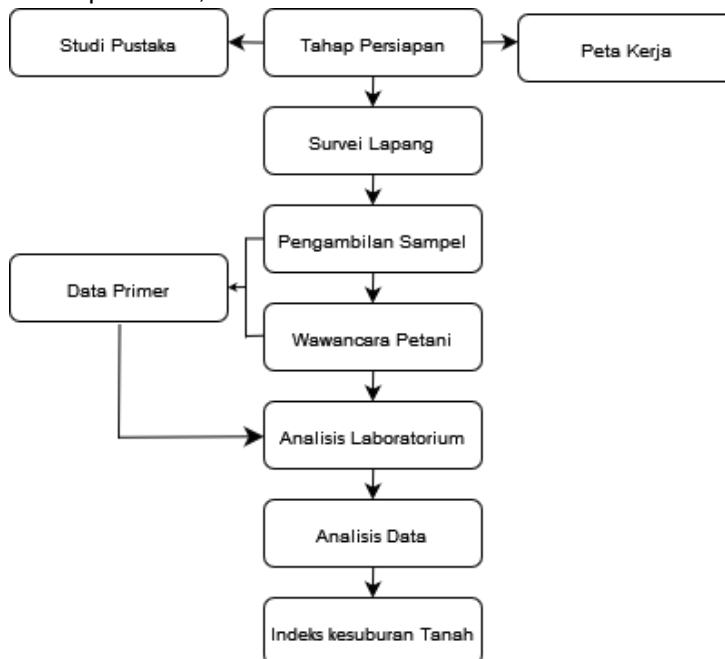 Studi Pustaka
Tahap Persiapan
Peta Kerja
Survei Lapang
Pengambilan Sampel
Data Primer
Wawancara Petani
Analisis Laboratorium
Analisis Data
Indeks kesuburan Tanah